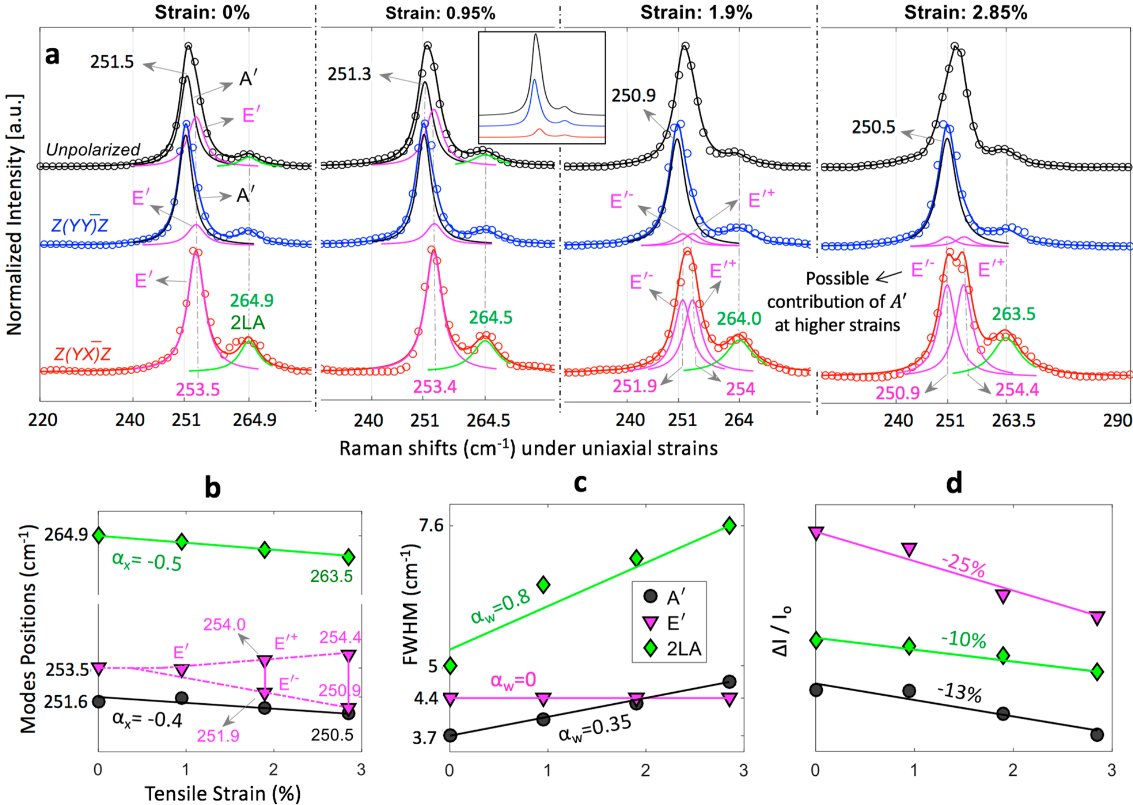 Strain: 0%
Strain: 0.95%
Strain: 1.9%
Strain: 2.85%
a
Normalized Intensity [a.u.]
251.5
A′
E′
Unpolarized
E′
A′
Z(YY)Z̅
E′
264.9
2LA
Z(YX)Z̅
253.5
251.3
264.5
253.4
250.9
E′-
E′+
E′-
E′+
264.0
251.9
254
250.5
Possible
contribution of A′
at higher strains
E′-
E′+
263.5
250.9
254.4
220 240 251 264.9
240 251 264.5
240 251 264
240 251 263.5 290
Raman shifts (cm-1) under uniaxial strains
b
Modes Positions (cm-1)
264.9
253.5
251.6
αx= -0.5
263.5
E′
254.0
E′+
254.4
E′-
250.9
αx= -0.4
251.9
250.5
0 1 2 3
Tensile Strain (%)
c
FWHM (cm-1)
7.6
5
4.4
3.7
αw=0.8
αw=0
αw=0.35
A′
E′
2LA
0 1 2 3
d
ΔI / Io
-25%
-10%
-13%
0 1 2 3